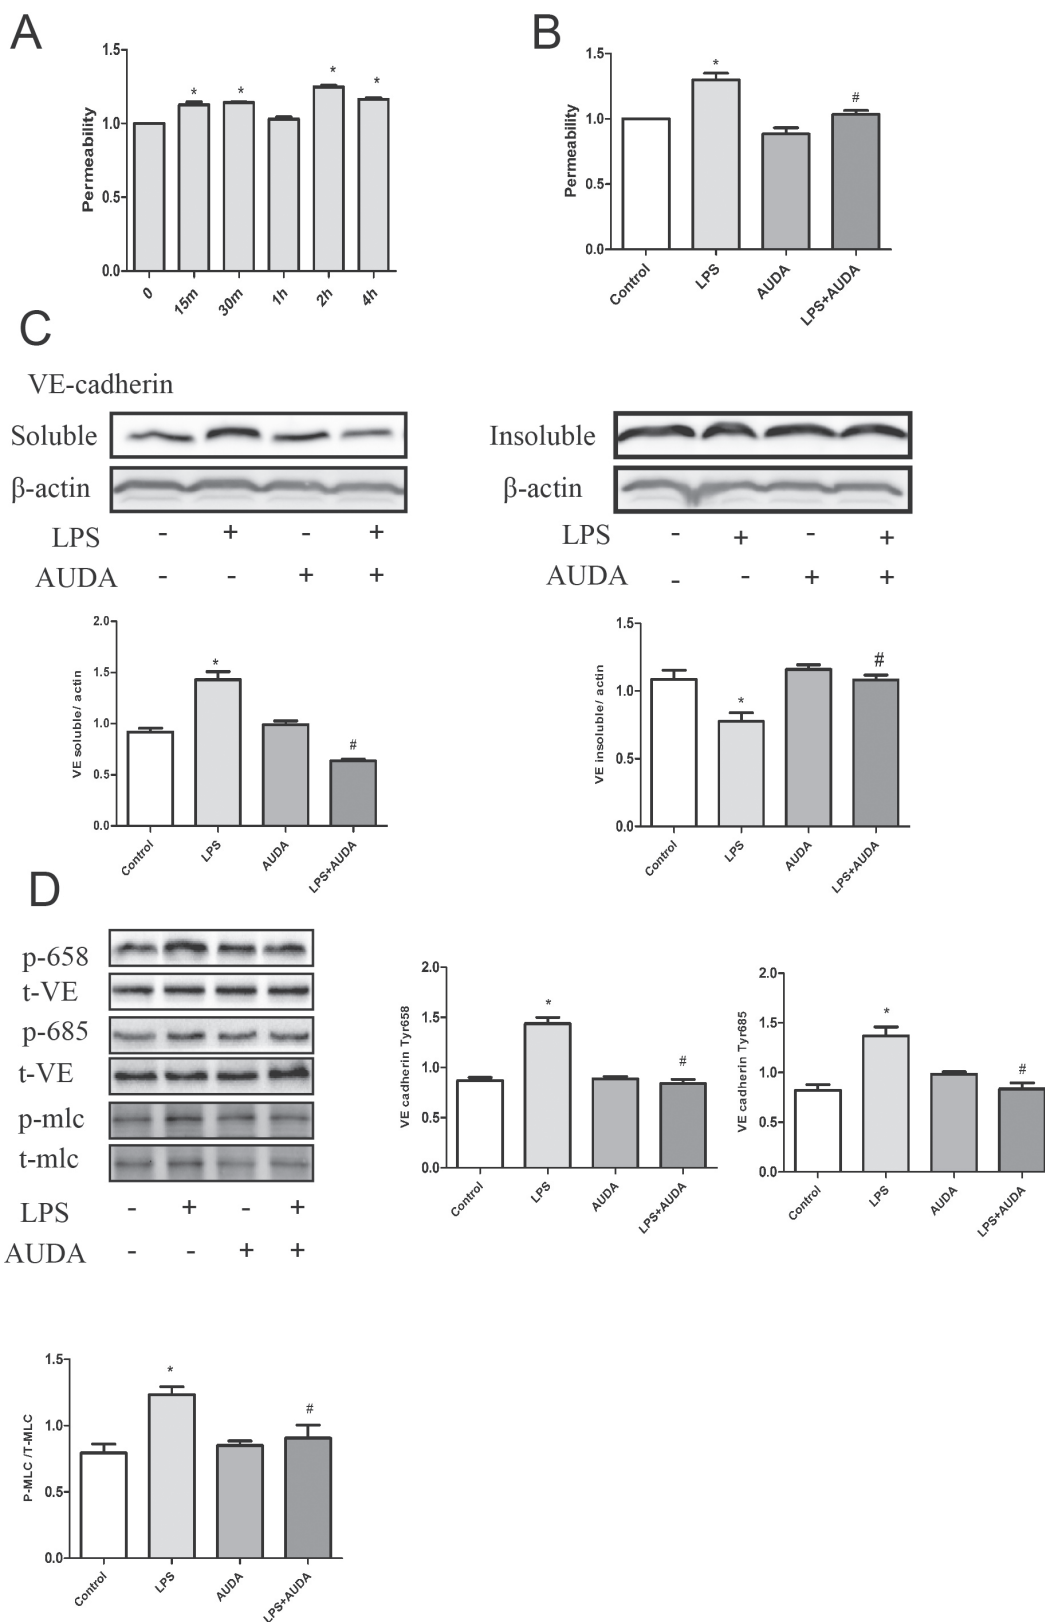 A
Permeability
1.5
1.0
0.5
0.0
* * * *
0 15m 30m 1h 2h 4h
B
Permeability
1.5
1.0
0.5
0.0
* #
Control LPS AUDA LPS+AUDA
C
VE-cadherin
Soluble
β-actin
LPS - + - +
AUDA - - + +
Insoluble
β-actin
LPS - + - +
AUDA - - + +
VE soluble/ actin
2.0
1.5
1.0
0.5
0.0
* #
Control LPS AUDA LPS+AUDA
VE insoluble/ actin
1.5
1.0
0.5
0.0
* #
Control LPS AUDA LPS+AUDA
D
p-658
t-VE
p-685
t-VE
p-mlc
t-mlc
LPS - + - +
AUDA - - + +
VE cadherin Tyr658
2.0
1.5
1.0
0.5
0.0
* #
Control LPS AUDA LPS+AUDA
VE cadherin Tyr685
2.0
1.5
1.0
0.5
0.0
* #
Control LPS AUDA LPS+AUDA
P-MLC /T-MLC
1.5
1.0
0.5
0.0
* #
Control LPS AUDA LPS+AUDA